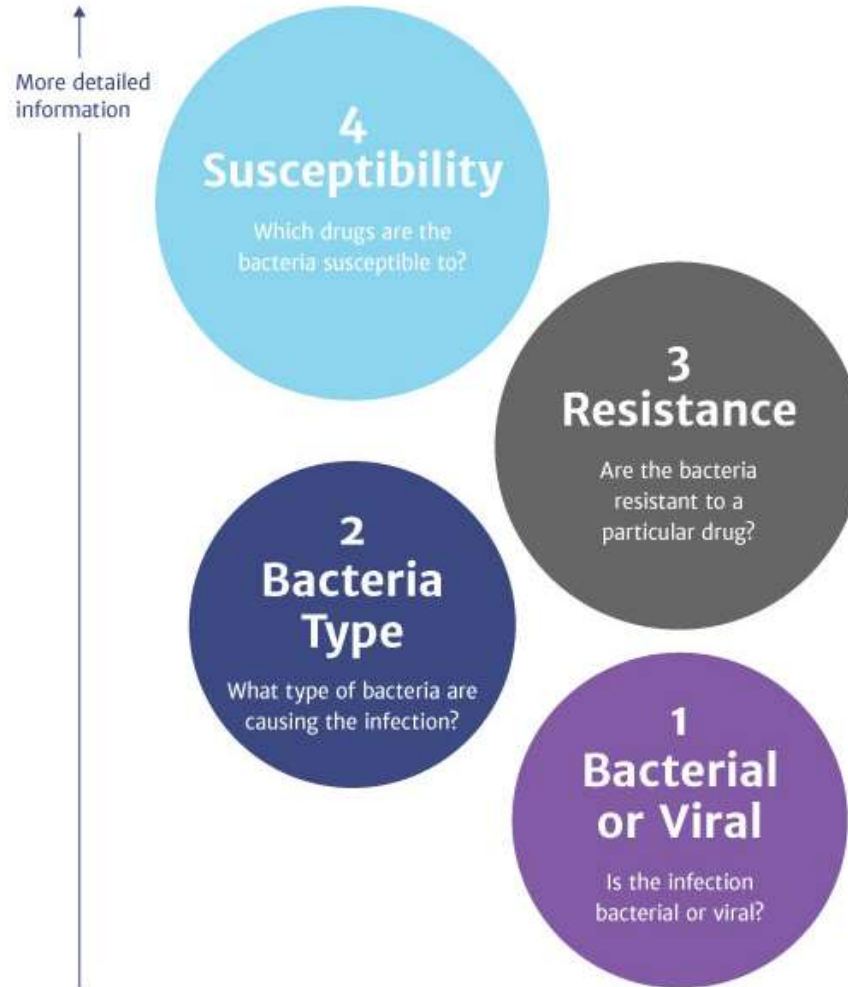 More detailed
information
4
Susceptibility
Which drugs are the
bacteria susceptible to?
3
Resistance
Are the bacteria
resistant to a
particular drug?
2
Bacteria
Type
What type of bacteria are
causing the infection?
1
Bacterial
or Viral
Is the infection
bacterial or viral?